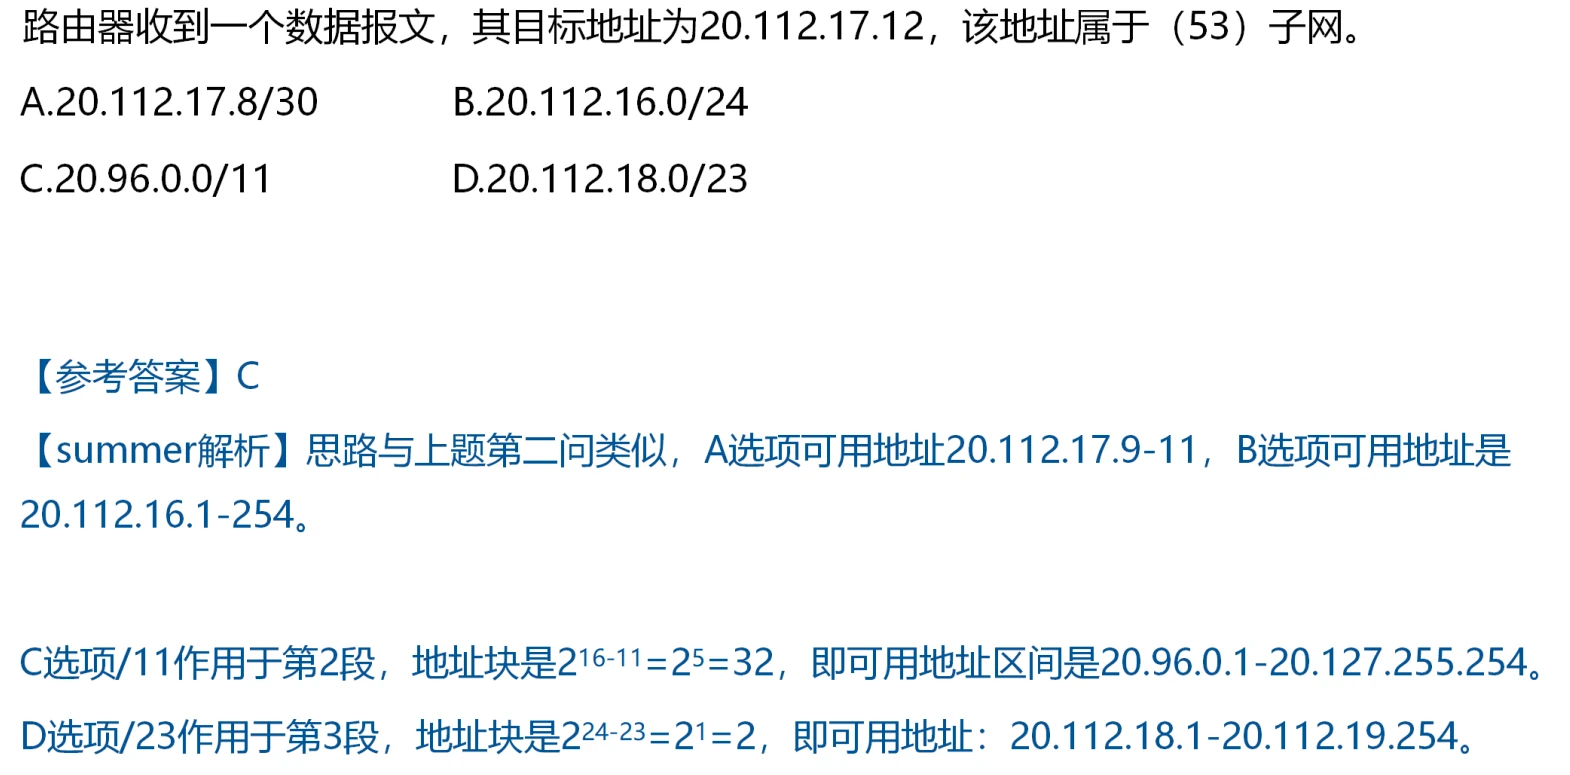 路由器收到一个数据报文，其目标地址为20.112.17.12，该地址属于（53）子网。
A.20.112.17.8/30 B.20.112.16.0/24
C.20.96.0.0/11 D.20.112.18.0/23
【参考答案】C
【summer解析】思路与上题第二问类似，A选项可用地址20.112.17.9-11，B选项可用地址是
20.112.16.1-254。
C选项/11作用于第2段，地址块是2¹⁶⁻¹¹=2⁵=32，即可用地址区间是20.96.0.1-20.127.255.254。
D选项/23作用于第3段，地址块是2²⁴⁻²³=2¹=2，即可用地址：20.112.18.1-20.112.19.254。